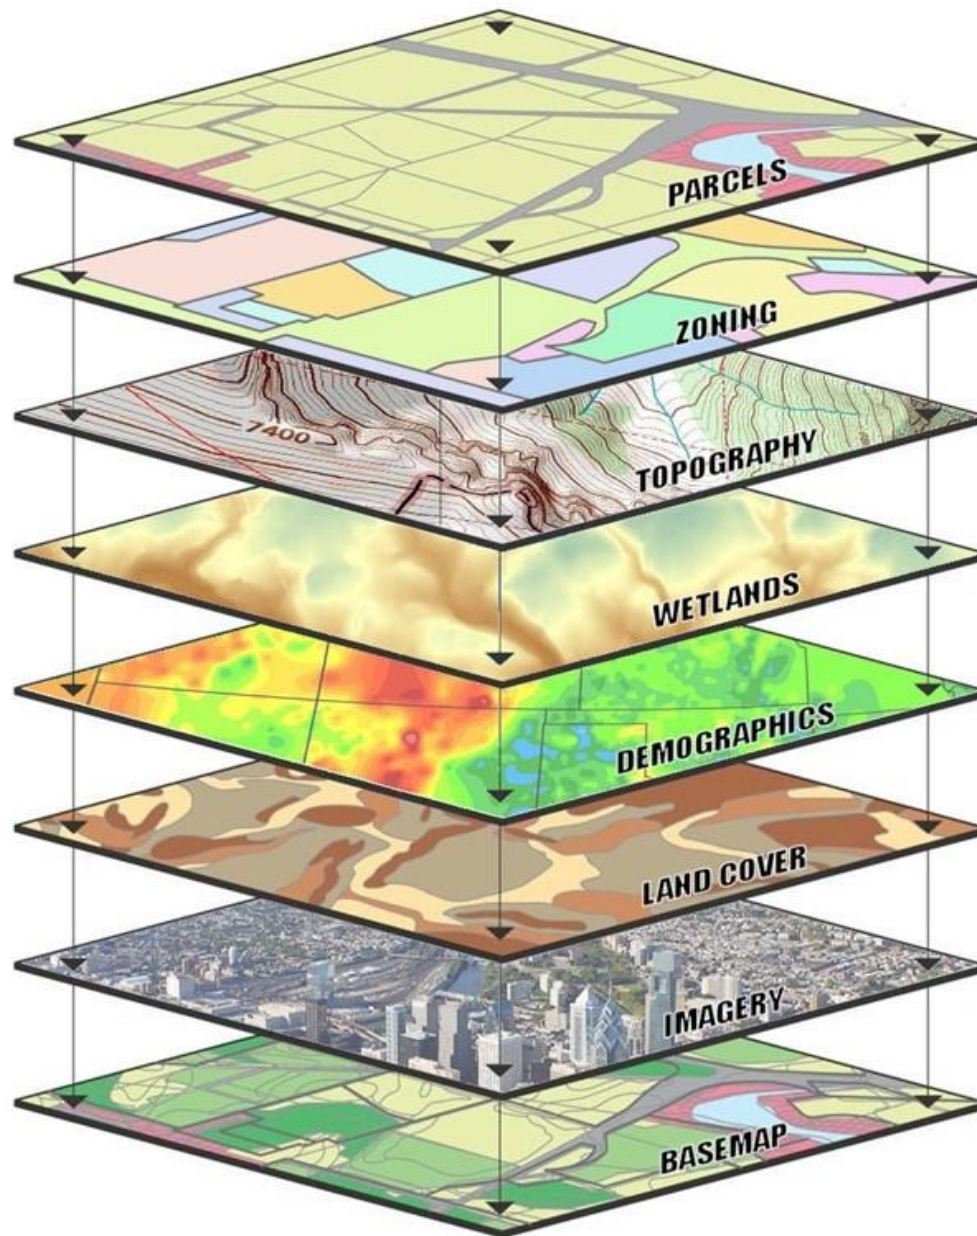 PARCELS
ZONING
7400
TOPOGRAPHY
WETLANDS
DEMOGRAPHICS
LAND COVER
IMAGERY
BASEMAP